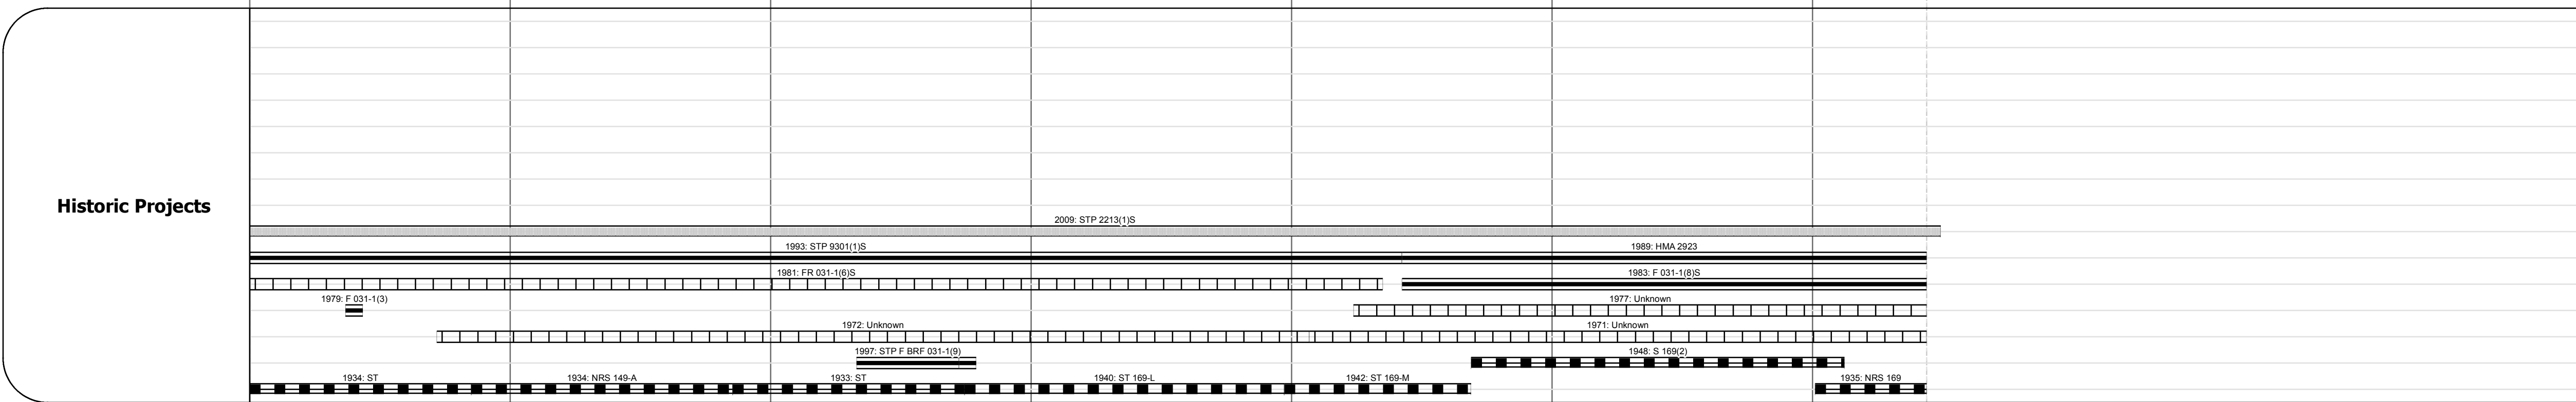 Historic Projects
2009: STP 2213(1)S
1993: STP 9301(1)S
1989: HMA 2923
1981: FR 031-1(6)S
1983: F 031-1(8)S
1979: F 031-1(3)
1977: Unknown
1972: Unknown
1971: Unknown
1997: STP F BRF 031-1(9)
1948: S 169(2)
1934: ST
1934: NRS 149-A
1933: ST
1940: ST 169-L
1942: ST 169-M
1935: NRS 169